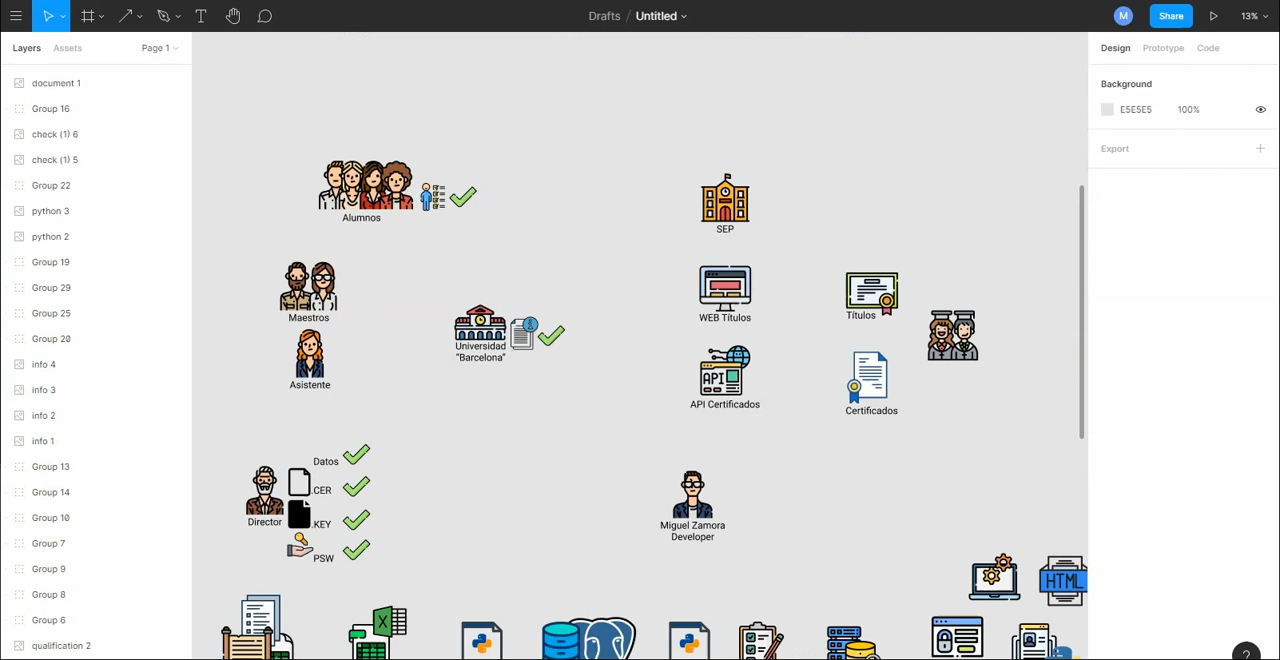 Drafts / Untitled
M
Share
13%
Layers
Assets
Page 1
Design
Prototype
Code
document 1
Group 16
check (1) 6
check (1) 5
Group 22
python 3
python 2
Group 19
Group 29
Group 25
Group 20
info 4
info 3
info 2
info 1
Group 13
Group 14
Group 10
Group 7
Group 9
Group 8
Group 6
qualification 2
Background
E5E5E5
100%
Export
Alumnos
SEP
Maestros
WEB Títulos
Títulos
Universidad
"Barcelona"
Asistente
API
API Certificados
Certificados
Datos
.CER
.KEY
PSW
Director
Miguel Zamora
Developer
HTML
X
?